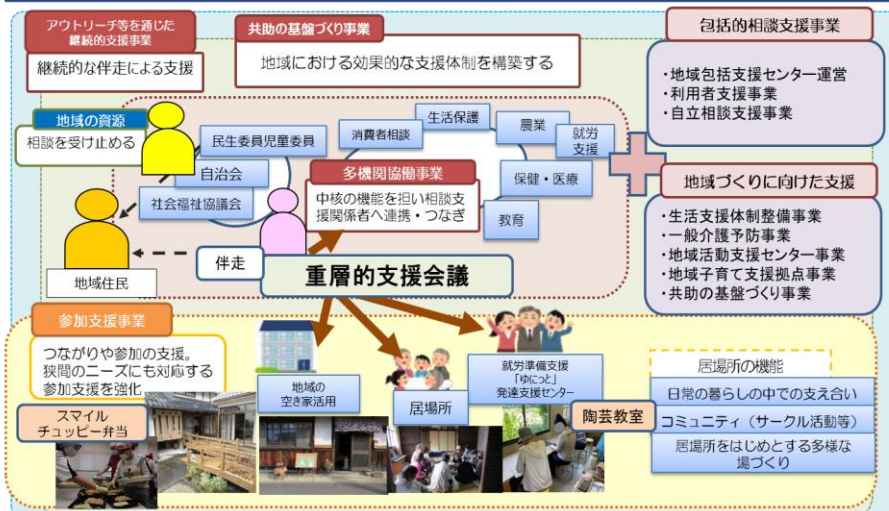 アウトリーチ等を通じた
継続的支援事業
継続的な伴走による支援
共助の基盤づくり事業
地域における効果的な支援体制を構築する
包括的相談支援事業
・地域包括支援センター運営
・利用者支援事業
・自立相談支援事業
地域の資源
相談を受け止める
民生委員児童委員
自治会
社会福祉協議会
消費者相談
生活保護
農業
就労
支援
保健・医療
教育
多機関協働事業
中核の機能を担い相談支
援関係者へ連携・つなぎ
地域づくりに向けた支援
・生活支援体制整備事業
・一般介護予防事業
・地域活動支援センター事業
・地域子育て支援拠点事業
・共助の基盤づくり事業
地域住民
伴走
重層的支援会議
参加支援事業
つながりや参加の支援。
狭間のニーズにも対応する
参加支援を強化
スマイル
チュッピー弁当
地域の
空き家活用
居場所
就労準備支援
「ゆにっと」
発達支援センター
陶芸教室
居場所の機能
日常の暮らしの中での支え合い
コミュニティ（サークル活動等）
居場所をはじめとする多様な
場づくり